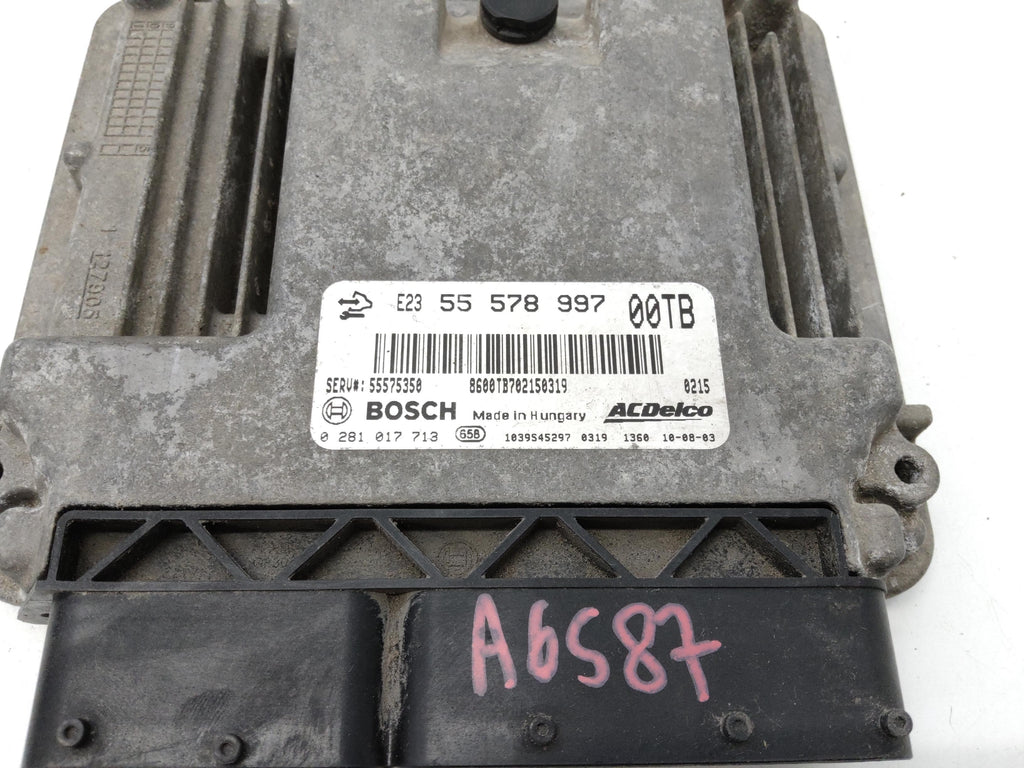 E23 55 578 997 00TB
SERV#: 55575350 8600TB702150319 0215
BOSCH Made in Hungary ACDelco
0 281 017 713 G5B 1039S45297 0319 1360 10-08-03
A6S87